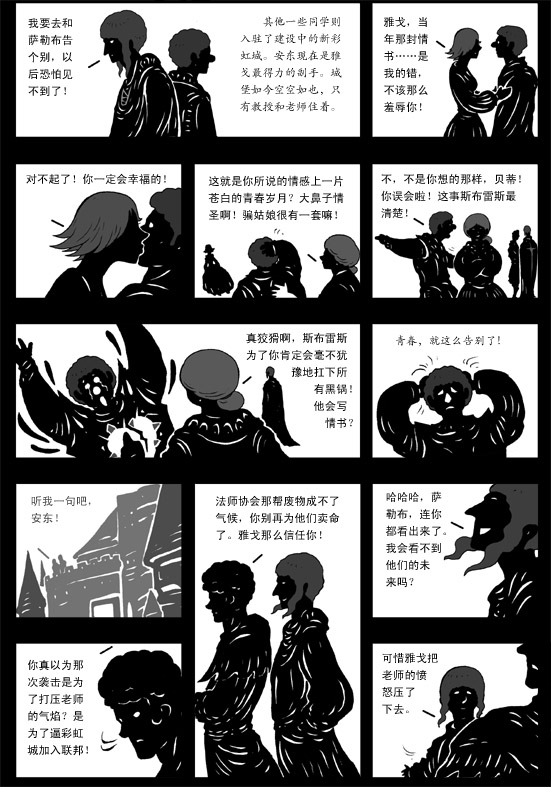 我要去和
萨勒布告
个别，以
后恐怕见
不到了！
其他一些同学则
入驻了建设中的新彩
虹城。安东现在是雅
戈最得力的副手。城
堡如今空空如也，只
有教授和老师住着。
雅戈，当
年那封情
书……是
我的错，
不该那么
羞辱你！
对不起了！你一定会幸福的！
这就是你所说的情感上一片
苍白的青春岁月？大鼻子情
圣啊！骗姑娘很有一套嘛！
不，不是你想的那样，贝蒂！
你误会啦！这事斯布雷斯最
清楚！
真狡猾啊，斯布雷斯
为了你肯定会毫不犹
豫地扛下所
有黑锅！
他会写
情书？
青春，就这么告别了！
听我一句吧，
安东！
法师协会那帮废物成不了
气候，你别再为他们卖命
了。雅戈那么信任你！
哈哈哈，萨
勒布，连你
都看出来了。
我会看不到
他们的未
来吗？
你真以为那
次袭击是为
了打压老师
的气焰？是
为了逼彩虹
城加入联邦！
可惜雅戈把
老师的愤
怒压了
下去。